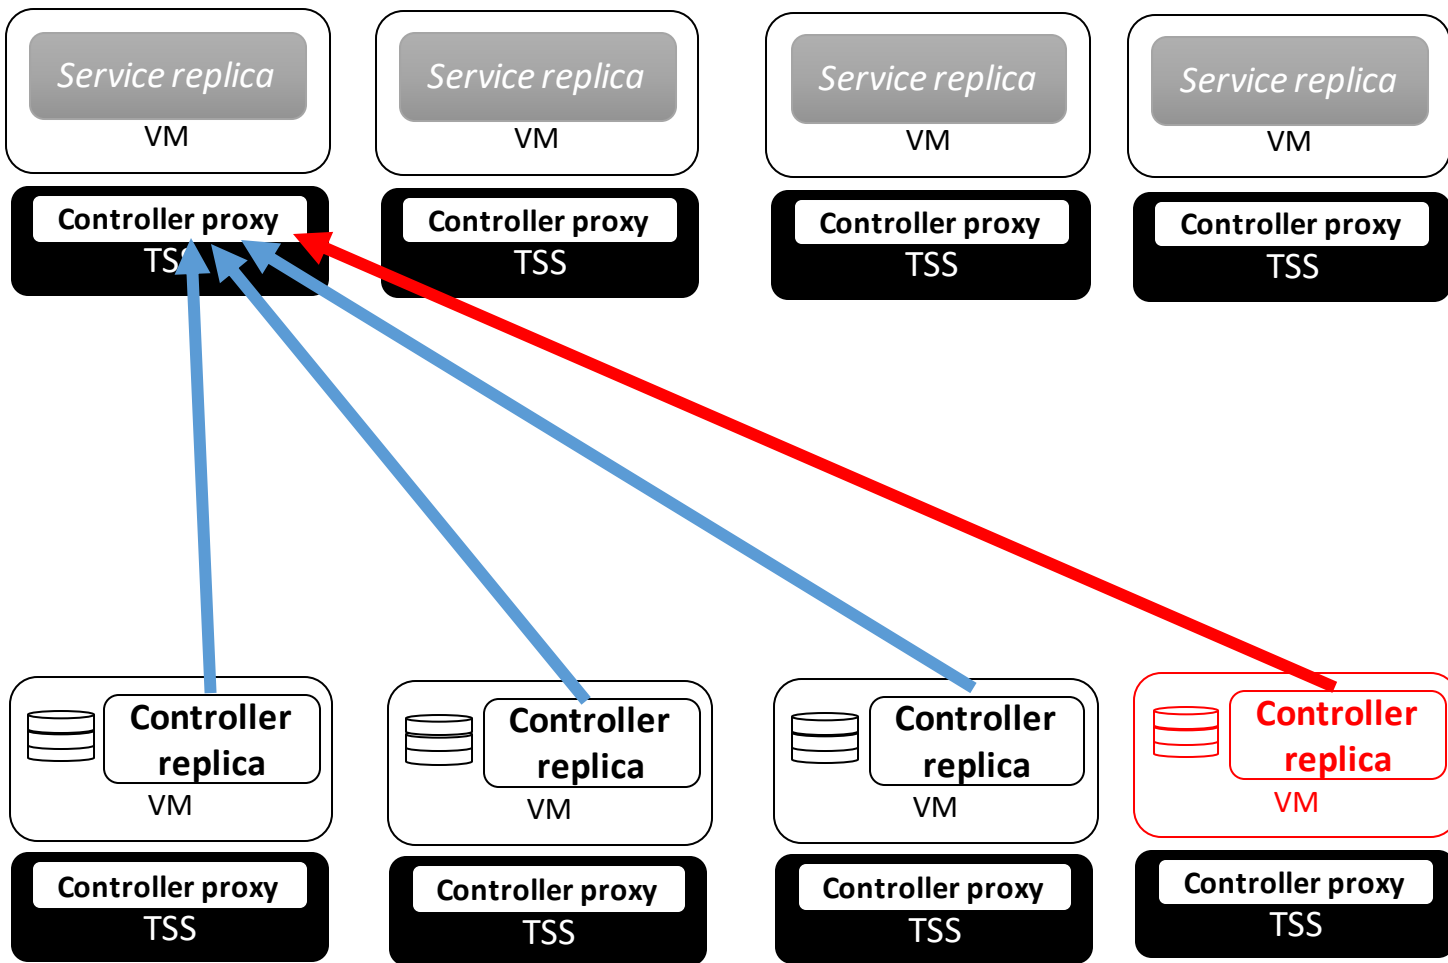 Service replica
VM
Controller proxy
TSS
Service replica
VM
Controller proxy
TSS
Service replica
VM
Controller proxy
TSS
Service replica
VM
Controller proxy
TSS
Controller
replica
VM
Controller proxy
TSS
Controller
replica
VM
Controller proxy
TSS
Controller
replica
VM
Controller proxy
TSS
Controller
replica
VM
Controller proxy
TSS